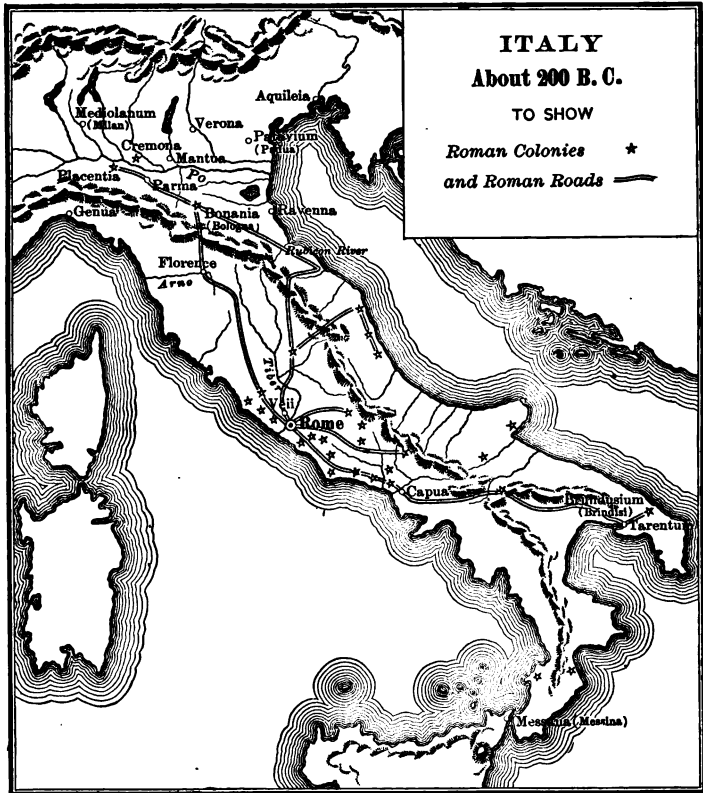 ITALY
About 200 B. C.
TO SHOW
Roman Colonies
and Roman Roads
Aquileia
Mediolanum
(Milan)
Verona
Patavium
(Padua)
Cremona
Mantua
Placentia
Po
Parma
Genua
Bonania
(Bologna)
Ravenna
Rubicon River
Florence
Arno
Tiber
Veii
Rome
Capua
Brundusium
(Brindisi)
Tarentum
Messana (Messina)